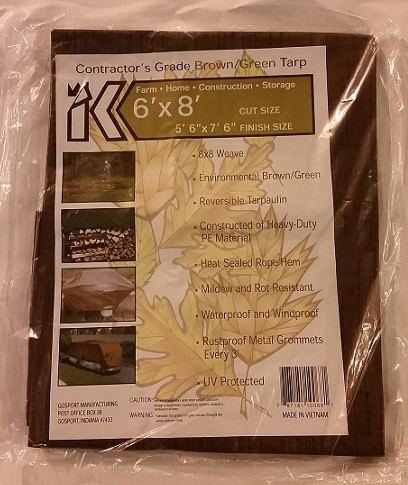 Contractor's Grade Brown/Green Tarp
K
Farm • Home • Construction • Storage
6'x 8' CUT SIZE
5' 6"x 7' 6" FINISH SIZE
• 8x8 Weave
• Environmental Brown/Green
• Reversible Tarpaulin
• Constructed of Heavy-Duty
PE Material
• Heat Sealed Rope Hem
• Mildew and Rot Resistant
• Waterproof and Windproof
• Rustproof Metal Grommets
Every 3'
• UV Protected
GOSPORT MANUFACTURING
POST OFFICE BOX 26
GOSPORT, INDIANA 47433
CAUTION:
WARNING:
MADE IN VIETNAM